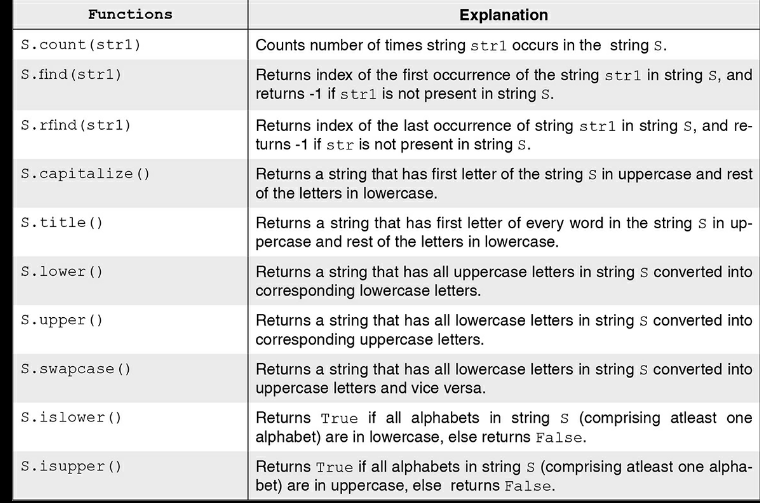 Functions Explanation
S.count(str1) Counts number of times string str1 occurs in the string S.
S.find(str1) Returns index of the first occurrence of the string str1 in string S, and
returns -1 if str1 is not present in string S.
S.rfind(str1) Returns index of the last occurrence of string str1 in string S, and re-
turns -1 if str is not present in string S.
S.capitalize() Returns a string that has first letter of the string S in uppercase and rest
of the letters in lowercase.
S.title() Returns a string that has first letter of every word in the string S in up-
percase and rest of the letters in lowercase.
S.lower() Returns a string that has all uppercase letters in string S converted into
corresponding lowercase letters.
S.upper() Returns a string that has all lowercase letters in string S converted into
corresponding uppercase letters.
S.swapcase() Returns a string that has all lowercase letters in string S converted into
uppercase letters and vice versa.
S.islower() Returns True if all alphabets in string S (comprising atleast one
alphabet) are in lowercase, else returns False.
S.isupper() Returns True if all alphabets in string S (comprising atleast one alpha-
bet) are in uppercase, else returns False.